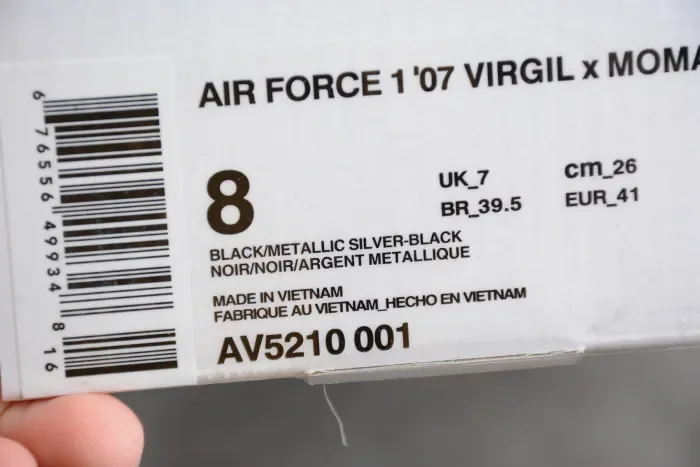 AIR FORCE 1 '07 VIRGIL x MOMA
8
UK_7 cm_26
BR_39.5 EUR_41
BLACK/METALLIC SILVER-BLACK
NOIR/NOIR/ARGENT METALLIQUE
MADE IN VIETNAM
FABRIQUE AU VIETNAM_HECHO EN VIETNAM
AV5210 001
6 76556 49934 8 16